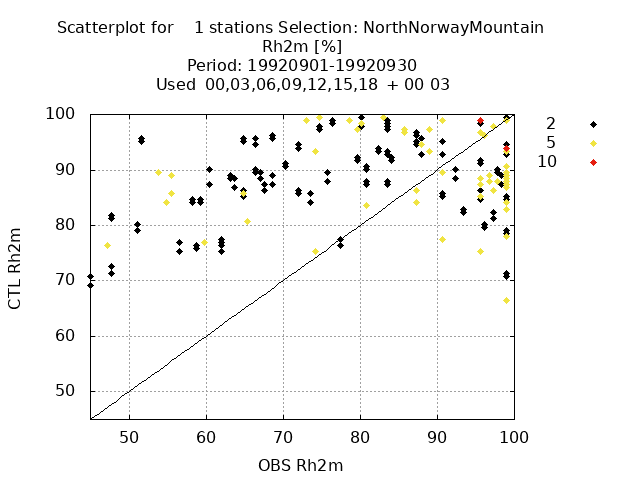 Scatterplot for 1 stations Selection: NorthNorwayMountain
Rh2m [%]
Period: 19920901-19920930
Used 00,03,06,09,12,15,18 + 00 03
100
90
80
70
60
50
CTL Rh2m
2
5
10
50 60 70 80 90 100
OBS Rh2m